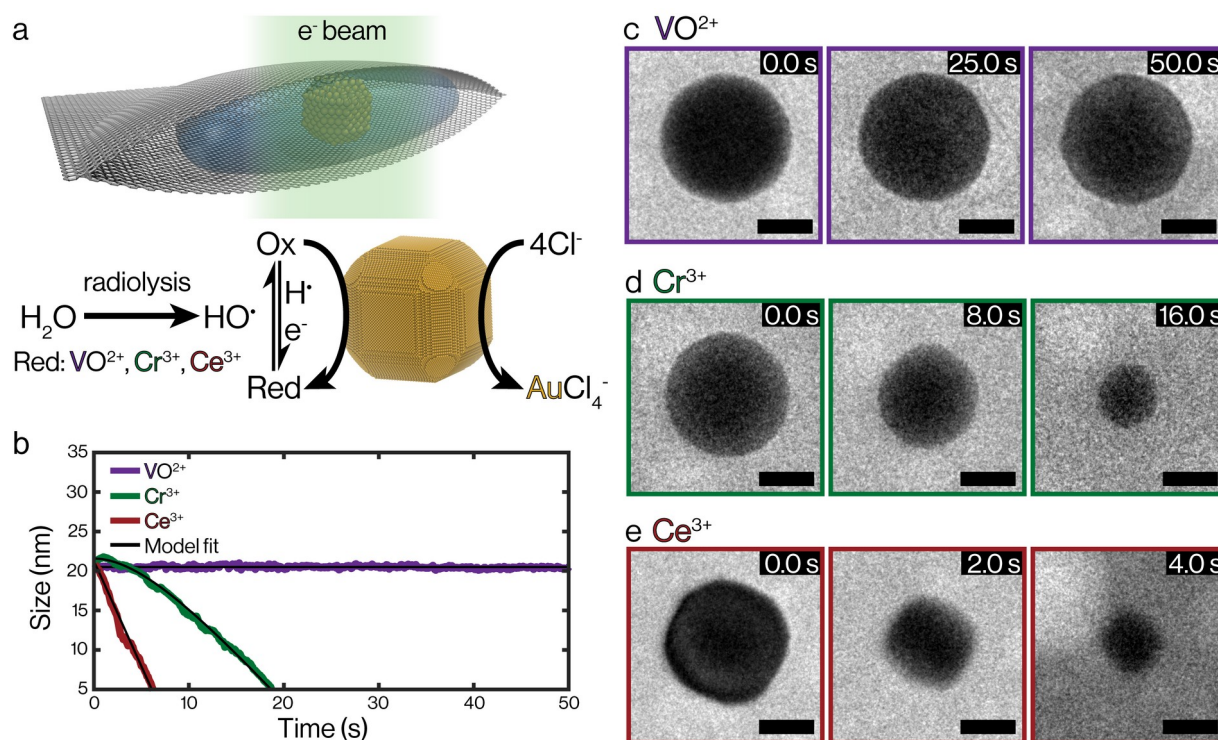 a
e⁻ beam
Ox
4Cl⁻
radiolysis
H•
H₂O
HO•
e⁻
Red: VO²⁺, Cr³⁺, Ce³⁺
Red
AuCl₄⁻
b
35
VO²⁺
30
Cr³⁺
25
Ce³⁺
20
Model fit
15
10
5
Size (nm)
0 10 20 30 40 50
Time (s)
c VO²⁺
0.0 s 25.0 s 50.0 s
d Cr³⁺
0.0 s 8.0 s 16.0 s
e Ce³⁺
0.0 s 2.0 s 4.0 s